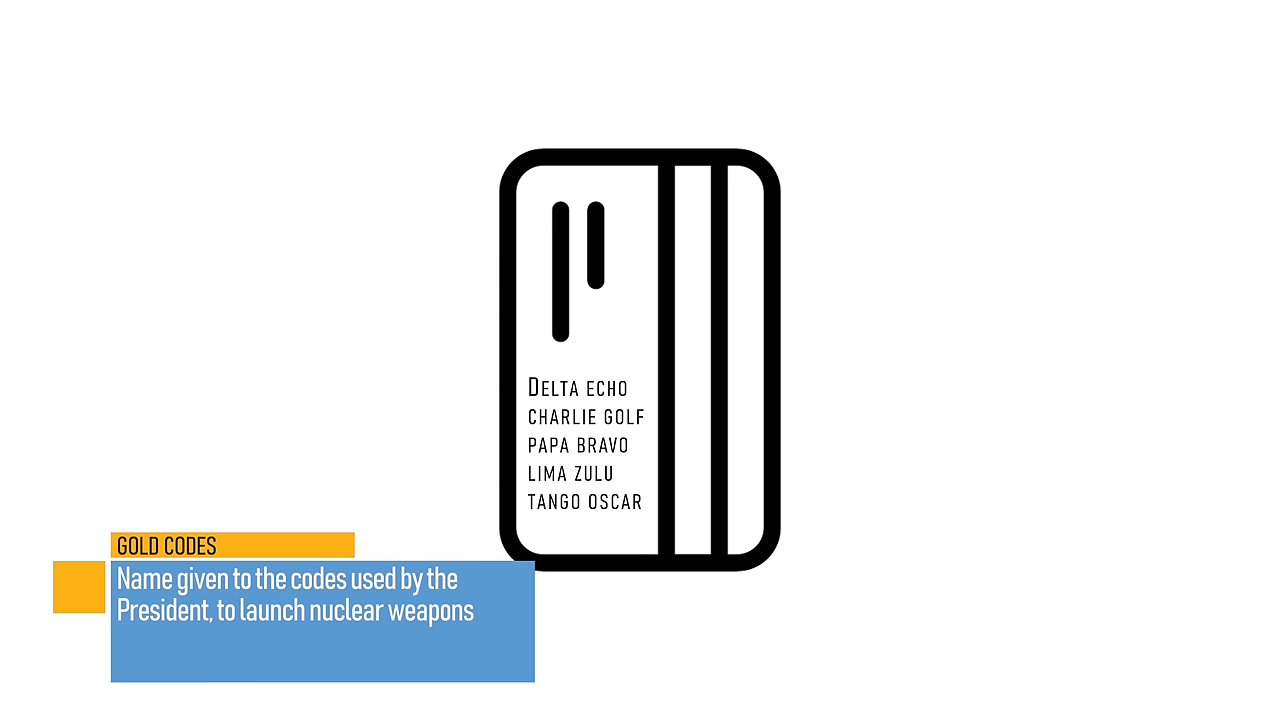 DELTA ECHO
CHARLIE GOLF
PAPA BRAVO
LIMA ZULU
TANGO OSCAR
GOLD CODES
Name given to the codes used by the
President, to launch nuclear weapons